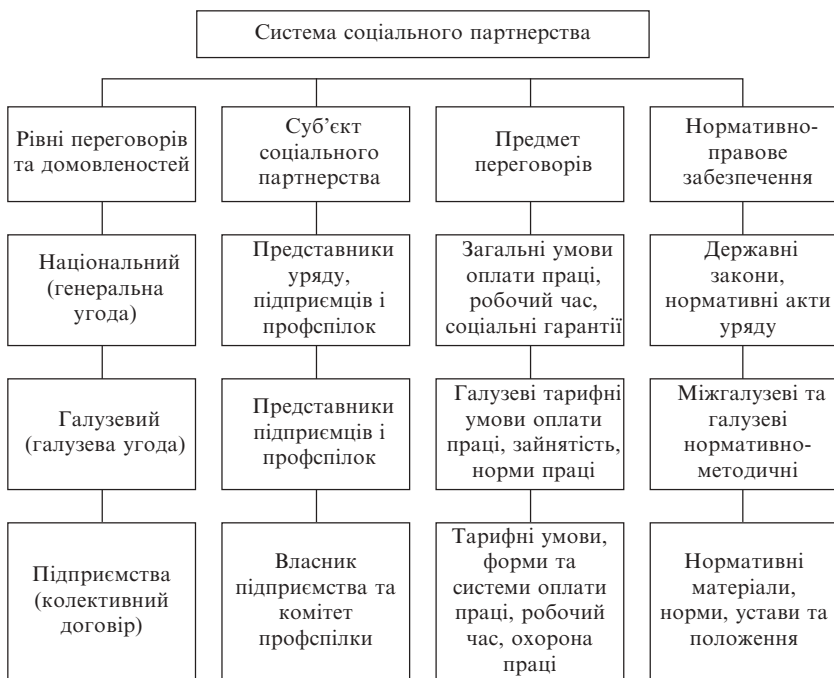 Система соціального партнерства
Рівні переговорів
та домовленостей
Суб’єкт
соціального
партнерства
Предмет
переговорів
Нормативно-
правове
забезпечення
Національний
(генеральна
угода)
Представники
уряду,
підприємців і
профспілок
Загальні умови
оплати праці,
робочий час,
соціальні гарантії
Державні
закони,
нормативні акти
уряду
Галузевий
(галузева угода)
Представники
підприємців і
профспілок
Галузеві тарифні
умови оплати
праці, зайнятість,
норми праці
Міжгалузеві та
галузеві
нормативно-
методичні
Підприємства
(колективний
договір)
Власник
підприємства та
комітет
профспілки
Тарифні умови,
форми та
системи оплати
праці, робочий
час, охорона
праці
Нормативні
матеріали,
норми, устави та
положення